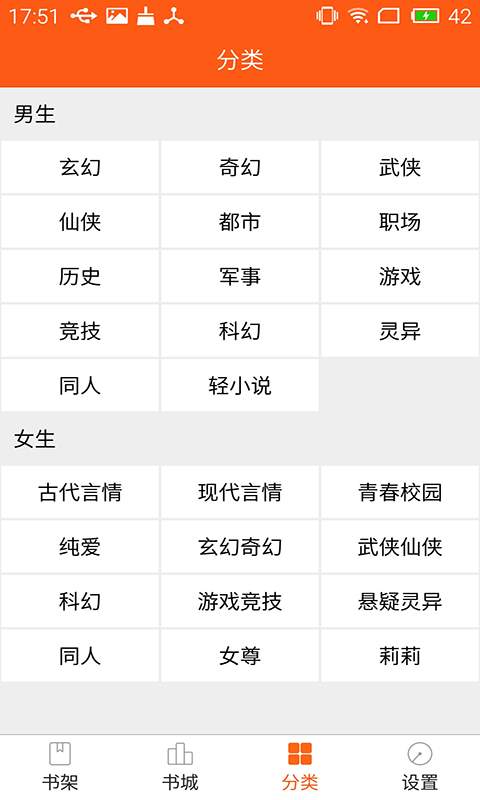 17:51 42
分类
男生
玄幻 奇幻 武侠
仙侠 都市 职场
历史 军事 游戏
竞技 科幻 灵异
同人 轻小说
女生
古代言情 现代言情 青春校园
纯爱 玄幻奇幻 武侠仙侠
科幻 游戏竞技 悬疑灵异
同人 女尊 莉莉
书架 书城 分类 设置